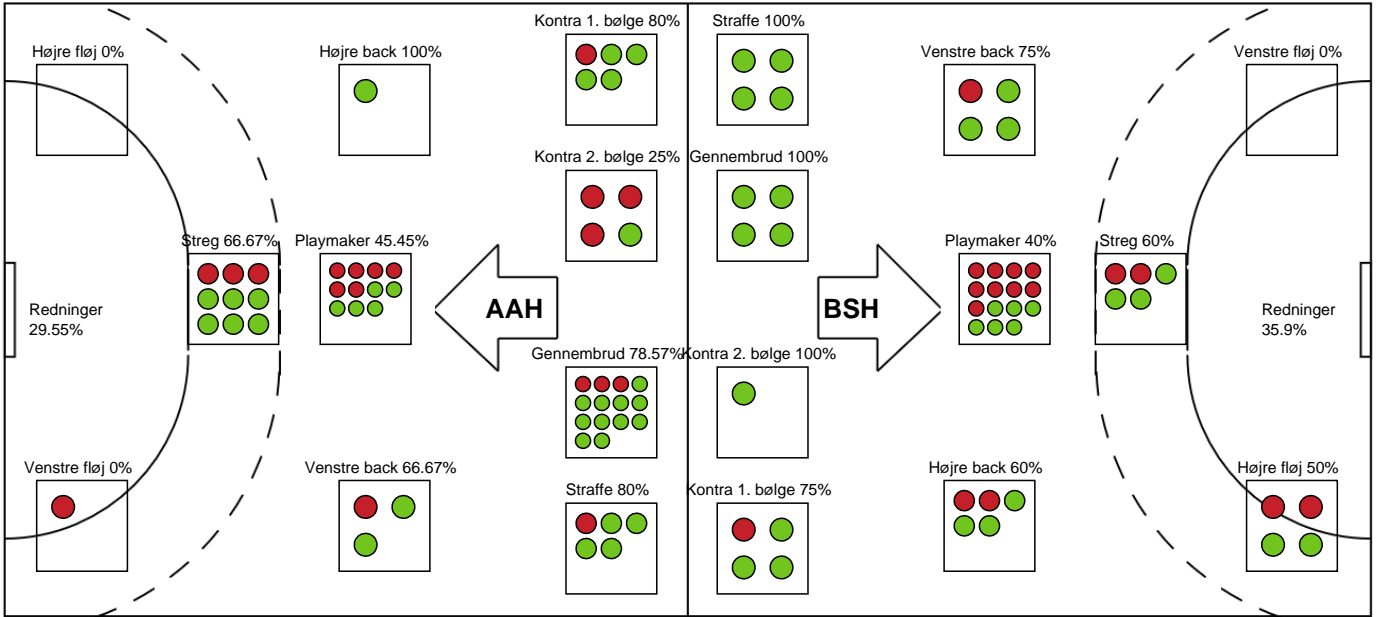 Kontra 1. bølge 80%
Straffe 100%
Højre fløj 0%
Højre back 100%
Venstre back 75%
Venstre fløj 0%
Kontra 2. bølge 25%
Gennembrud 100%
Streg 66.67%
Playmaker 45.45%
Playmaker 40%
Streg 60%
Redninger
29.55%
AAH
BSH
Redninger
35.9%
Gennembrud 78.57%
Kontra 2. bølge 100%
Venstre fløj 0%
Venstre back 66.67%
Højre back 60%
Højre fløj 50%
Straffe 80%
Kontra 1. bølge 75%